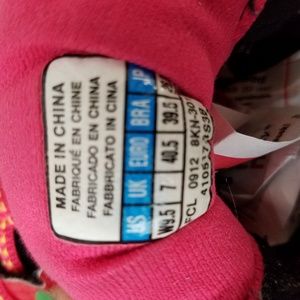 MADE IN CHINA
FABRIQUÉ EN CHINE
FABRICADO EN CHINA
FABBRICATO IN CINA
US UK EURO BRA JP
W9.5 7 40.5 39.5
FCL 0912 8KN-30